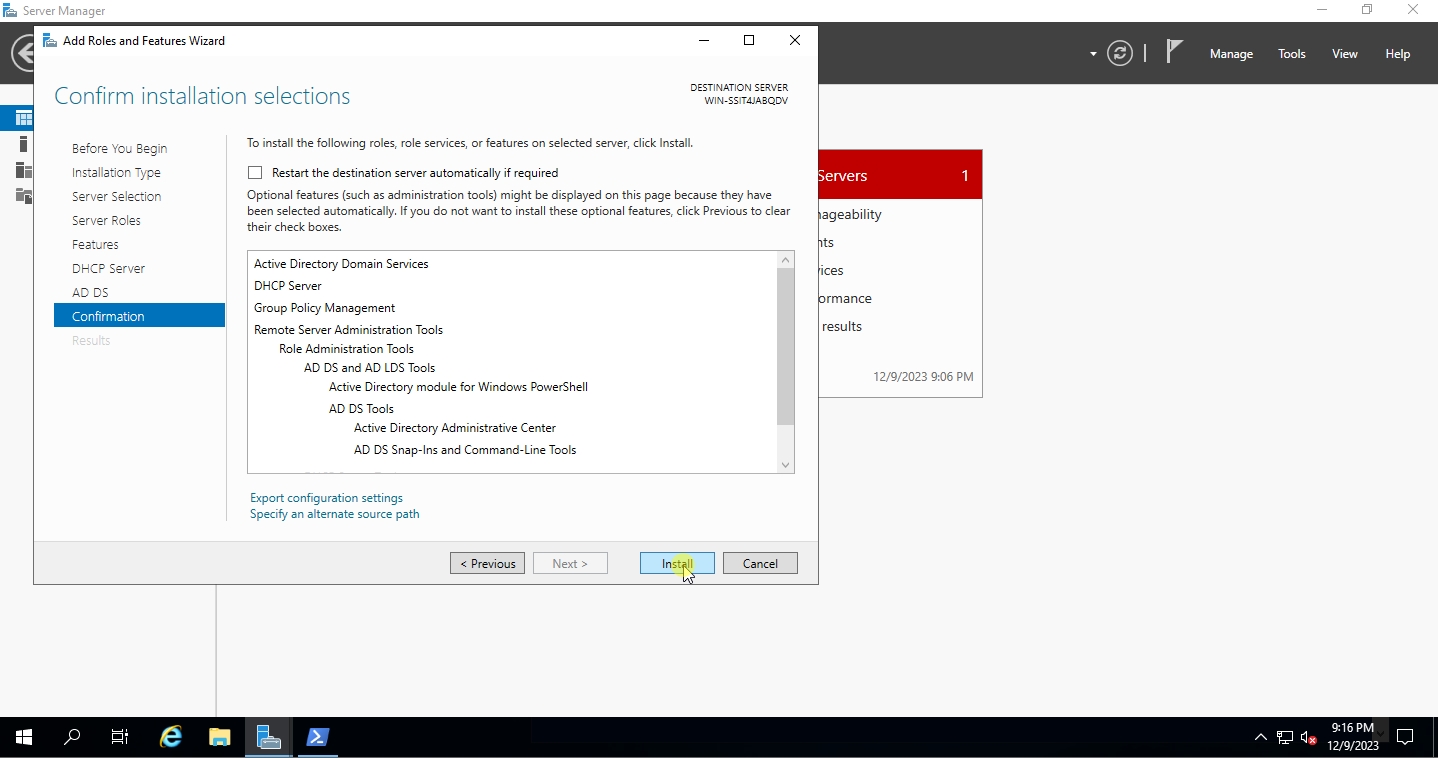 Server Manager
Add Roles and Features Wizard
Manage
Tools
View
Help
Confirm installation selections
DESTINATION SERVER
WIN-SSIT4JABQDV
Before You Begin
Installation Type
Server Selection
Server Roles
Features
DHCP Server
AD DS
Confirmation
Results
To install the following roles, role services, or features on selected server, click Install.
Restart the destination server automatically if required
Optional features (such as administration tools) might be displayed on this page because they have
been selected automatically. If you do not want to install these optional features, click Previous to clear
their check boxes.
Active Directory Domain Services
DHCP Server
Group Policy Management
Remote Server Administration Tools
Role Administration Tools
AD DS and AD LDS Tools
Active Directory module for Windows PowerShell
AD DS Tools
Active Directory Administrative Center
AD DS Snap-Ins and Command-Line Tools
Export configuration settings
Specify an alternate source path
< Previous
Next >
Install
Cancel
Servers 1
nageability
nts
ices
ormance
results
12/9/2023 9:06 PM
9:16 PM
12/9/2023